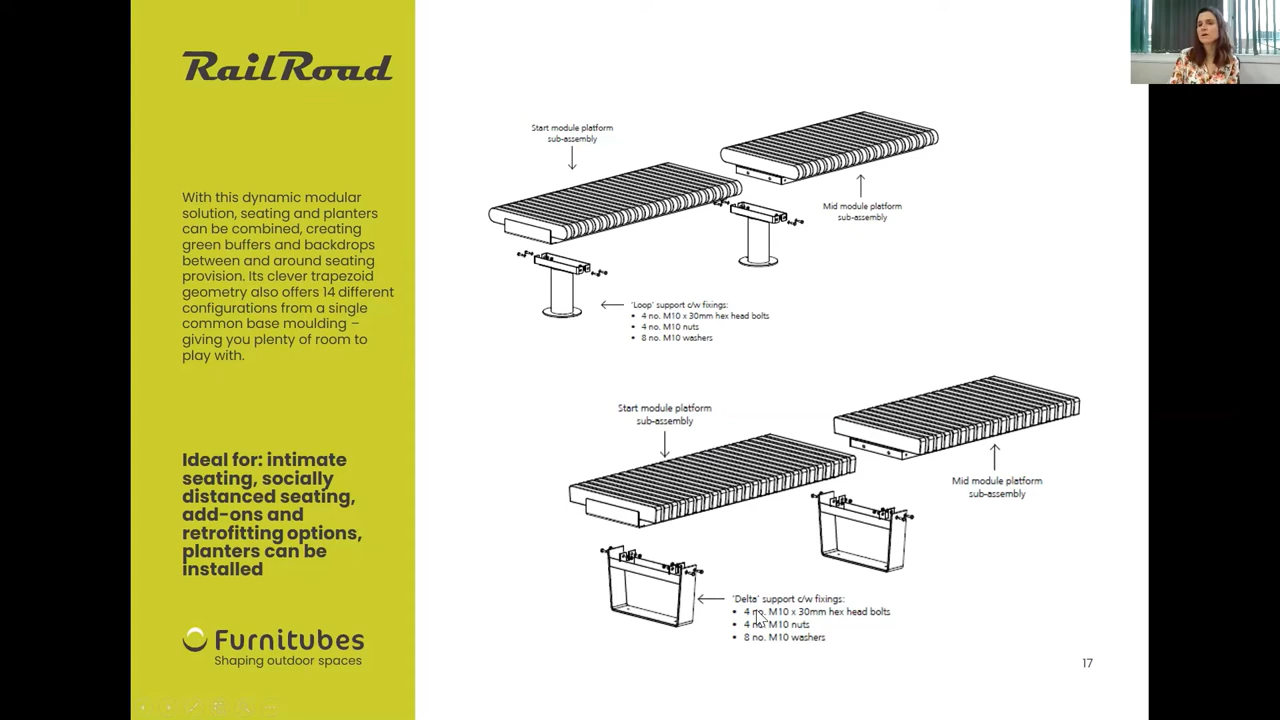 RailRoad
With this dynamic modular
solution, seating and planters
can be combined, creating
green buffers and backdrops
between and around seating
provision. Its clever trapezoid
geometry also offers 14 different
configurations from a single
common base moulding –
giving you plenty of room to
play with.
Ideal for: intimate
seating, socially
distanced seating,
add-ons and
retrofitting options,
planters can be
installed
Furnitubes
Shaping outdoor spaces
Start module platform
sub-assembly
Mid module platform
sub-assembly
'Loop' support c/w fixings:
• 4 no. M10 x 30mm hex head bolts
• 4 no. M10 nuts
• 8 no. M10 washers
Start module platform
sub-assembly
Mid module platform
sub-assembly
'Delta' support c/w fixings:
• 4 no. M10 x 30mm hex head bolts
• 4 no. M10 nuts
• 8 no. M10 washers
17